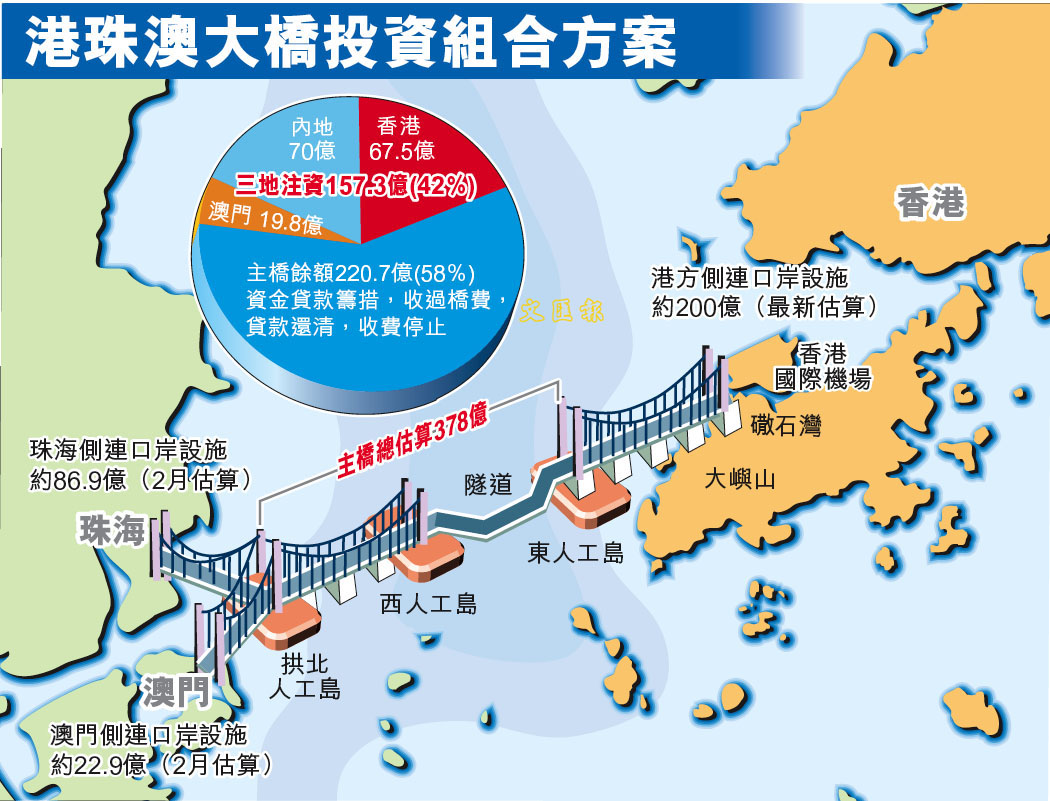 港珠澳大橋投資組合方案
內地
70億
香港
67.5億
三地注資157.3億(42%)
澳門 19.8億
主橋餘額220.7億(58%)
資金貸款籌措，收過橋費，
貸款還清，收費停止
文匯報
香港
港方側連口岸設施
約200億（最新估算）
香港
國際機場
䃟石灣
大嶼山
主橋總估算378億
隧道
東人工島
西人工島
珠海側連口岸設施
約86.9億（2月估算）
珠海
拱北
人工島
澳門
澳門側連口岸設施
約22.9億（2月估算）